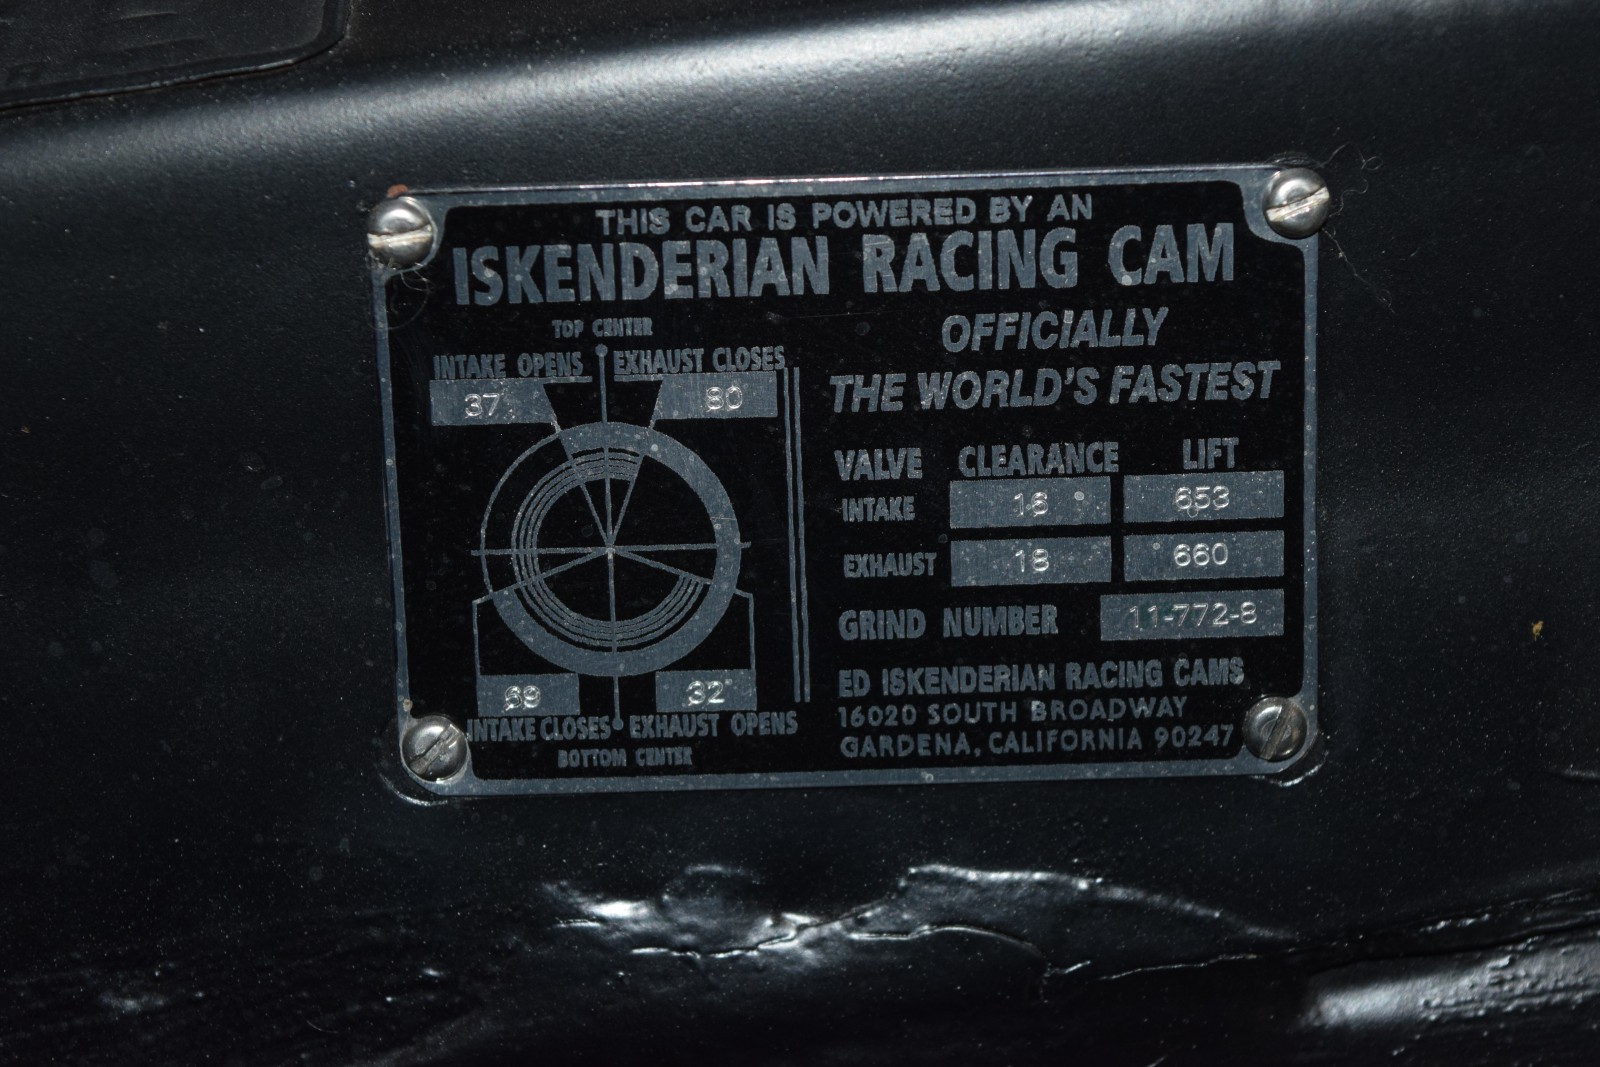 THIS CAR IS POWERED BY AN
ISKENDERIAN RACING CAM
TOP CENTER
INTAKE OPENS EXHAUST CLOSES
37° 80
OFFICIALLY
THE WORLD'S FASTEST
VALVE CLEARANCE LIFT
INTAKE 16 653
EXHAUST 18 660
GRIND NUMBER 11-772-8
69 32°
INTAKE CLOSES EXHAUST OPENS
BOTTOM CENTER
ED ISKENDERIAN RACING CAMS
16020 SOUTH BROADWAY
GARDENA, CALIFORNIA 90247